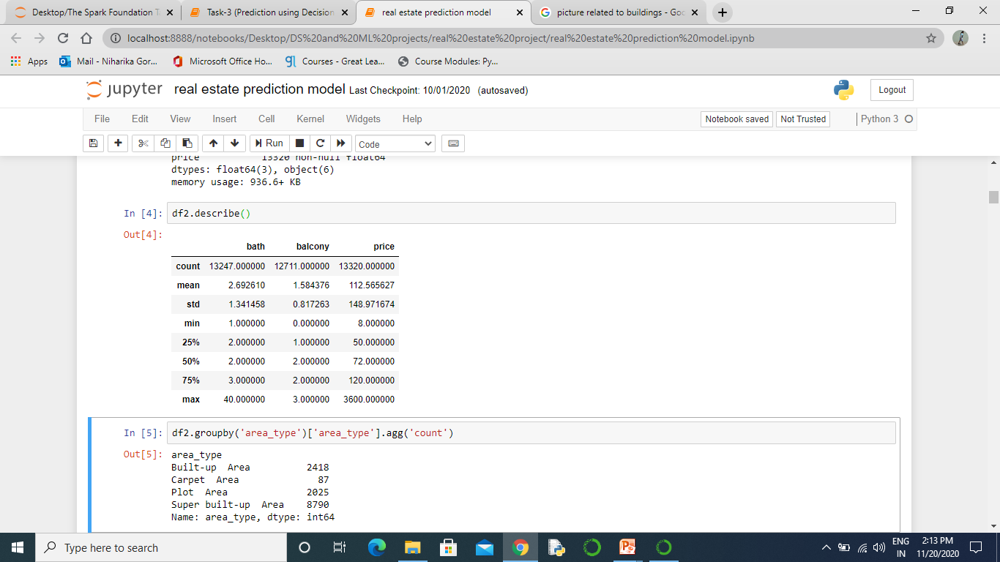 Desktop/The Spark Foundation T
Task-3 (Prediction using Decision
real estate prediction model
picture related to buildings - Goo
localhost:8888/notebooks/Desktop/DS%20and%20ML%20projects/real%20estate%20project/real%20estate%20prediction%20model.ipynb
Apps Mail - Niharika Gor... Microsoft Office Ho... Courses - Great Lea... Course Modules: Py...
jupyter real estate prediction model Last Checkpoint: 10/01/2020 (autosaved) Logout
File Edit View Insert Cell Kernel Widgets Help Notebook saved Not Trusted Python 3
Run Code
price 13320 non-null float64
dtypes: float64(3), object(6)
memory usage: 936.6+ KB
In [4]: df2.describe()
Out[4]:
bath balcony price
count 13247.000000 12711.000000 13320.000000
mean 2.692610 1.584376 112.565627
std 1.341458 0.817263 148.971674
min 1.000000 0.000000 8.000000
25% 2.000000 1.000000 50.000000
50% 2.000000 2.000000 72.000000
75% 3.000000 2.000000 120.000000
max 40.000000 3.000000 3600.000000
In [5]: df2.groupby('area_type')['area_type'].agg('count')
Out[5]: area_type
Built-up  Area          2418
Carpet  Area              87
Plot  Area              2025
Super built-up  Area    8790
Name: area_type, dtype: int64
Type here to search
ENG 2:13 PM
IN 11/20/2020